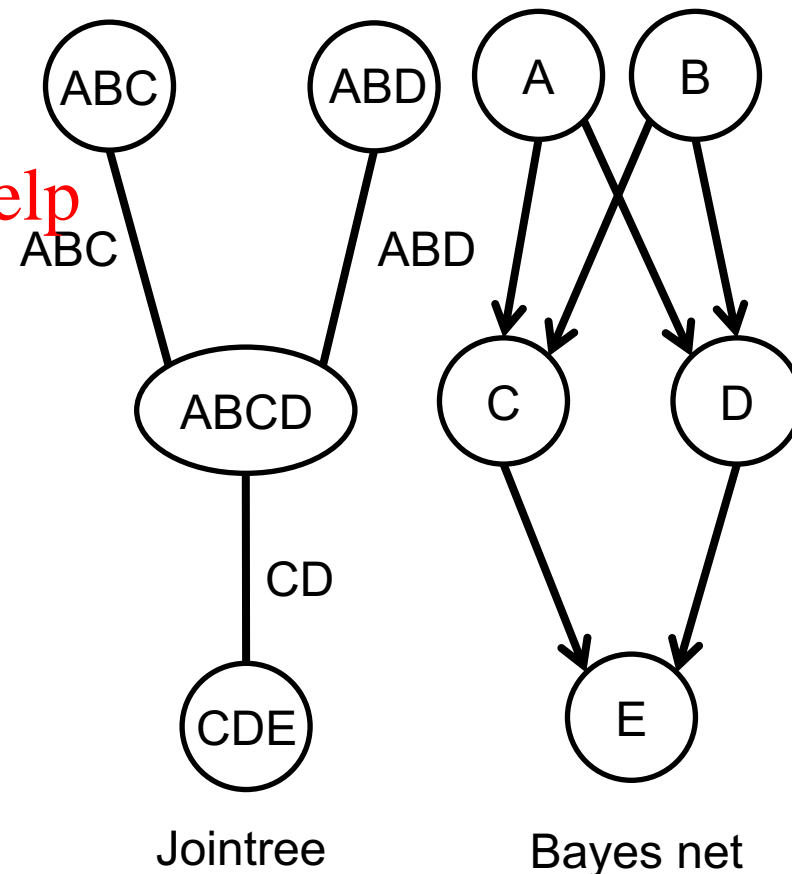 ABC ABD A B
elp
ABC ABD
ABCD C D
CD
CDE E
Jointree Bayes net